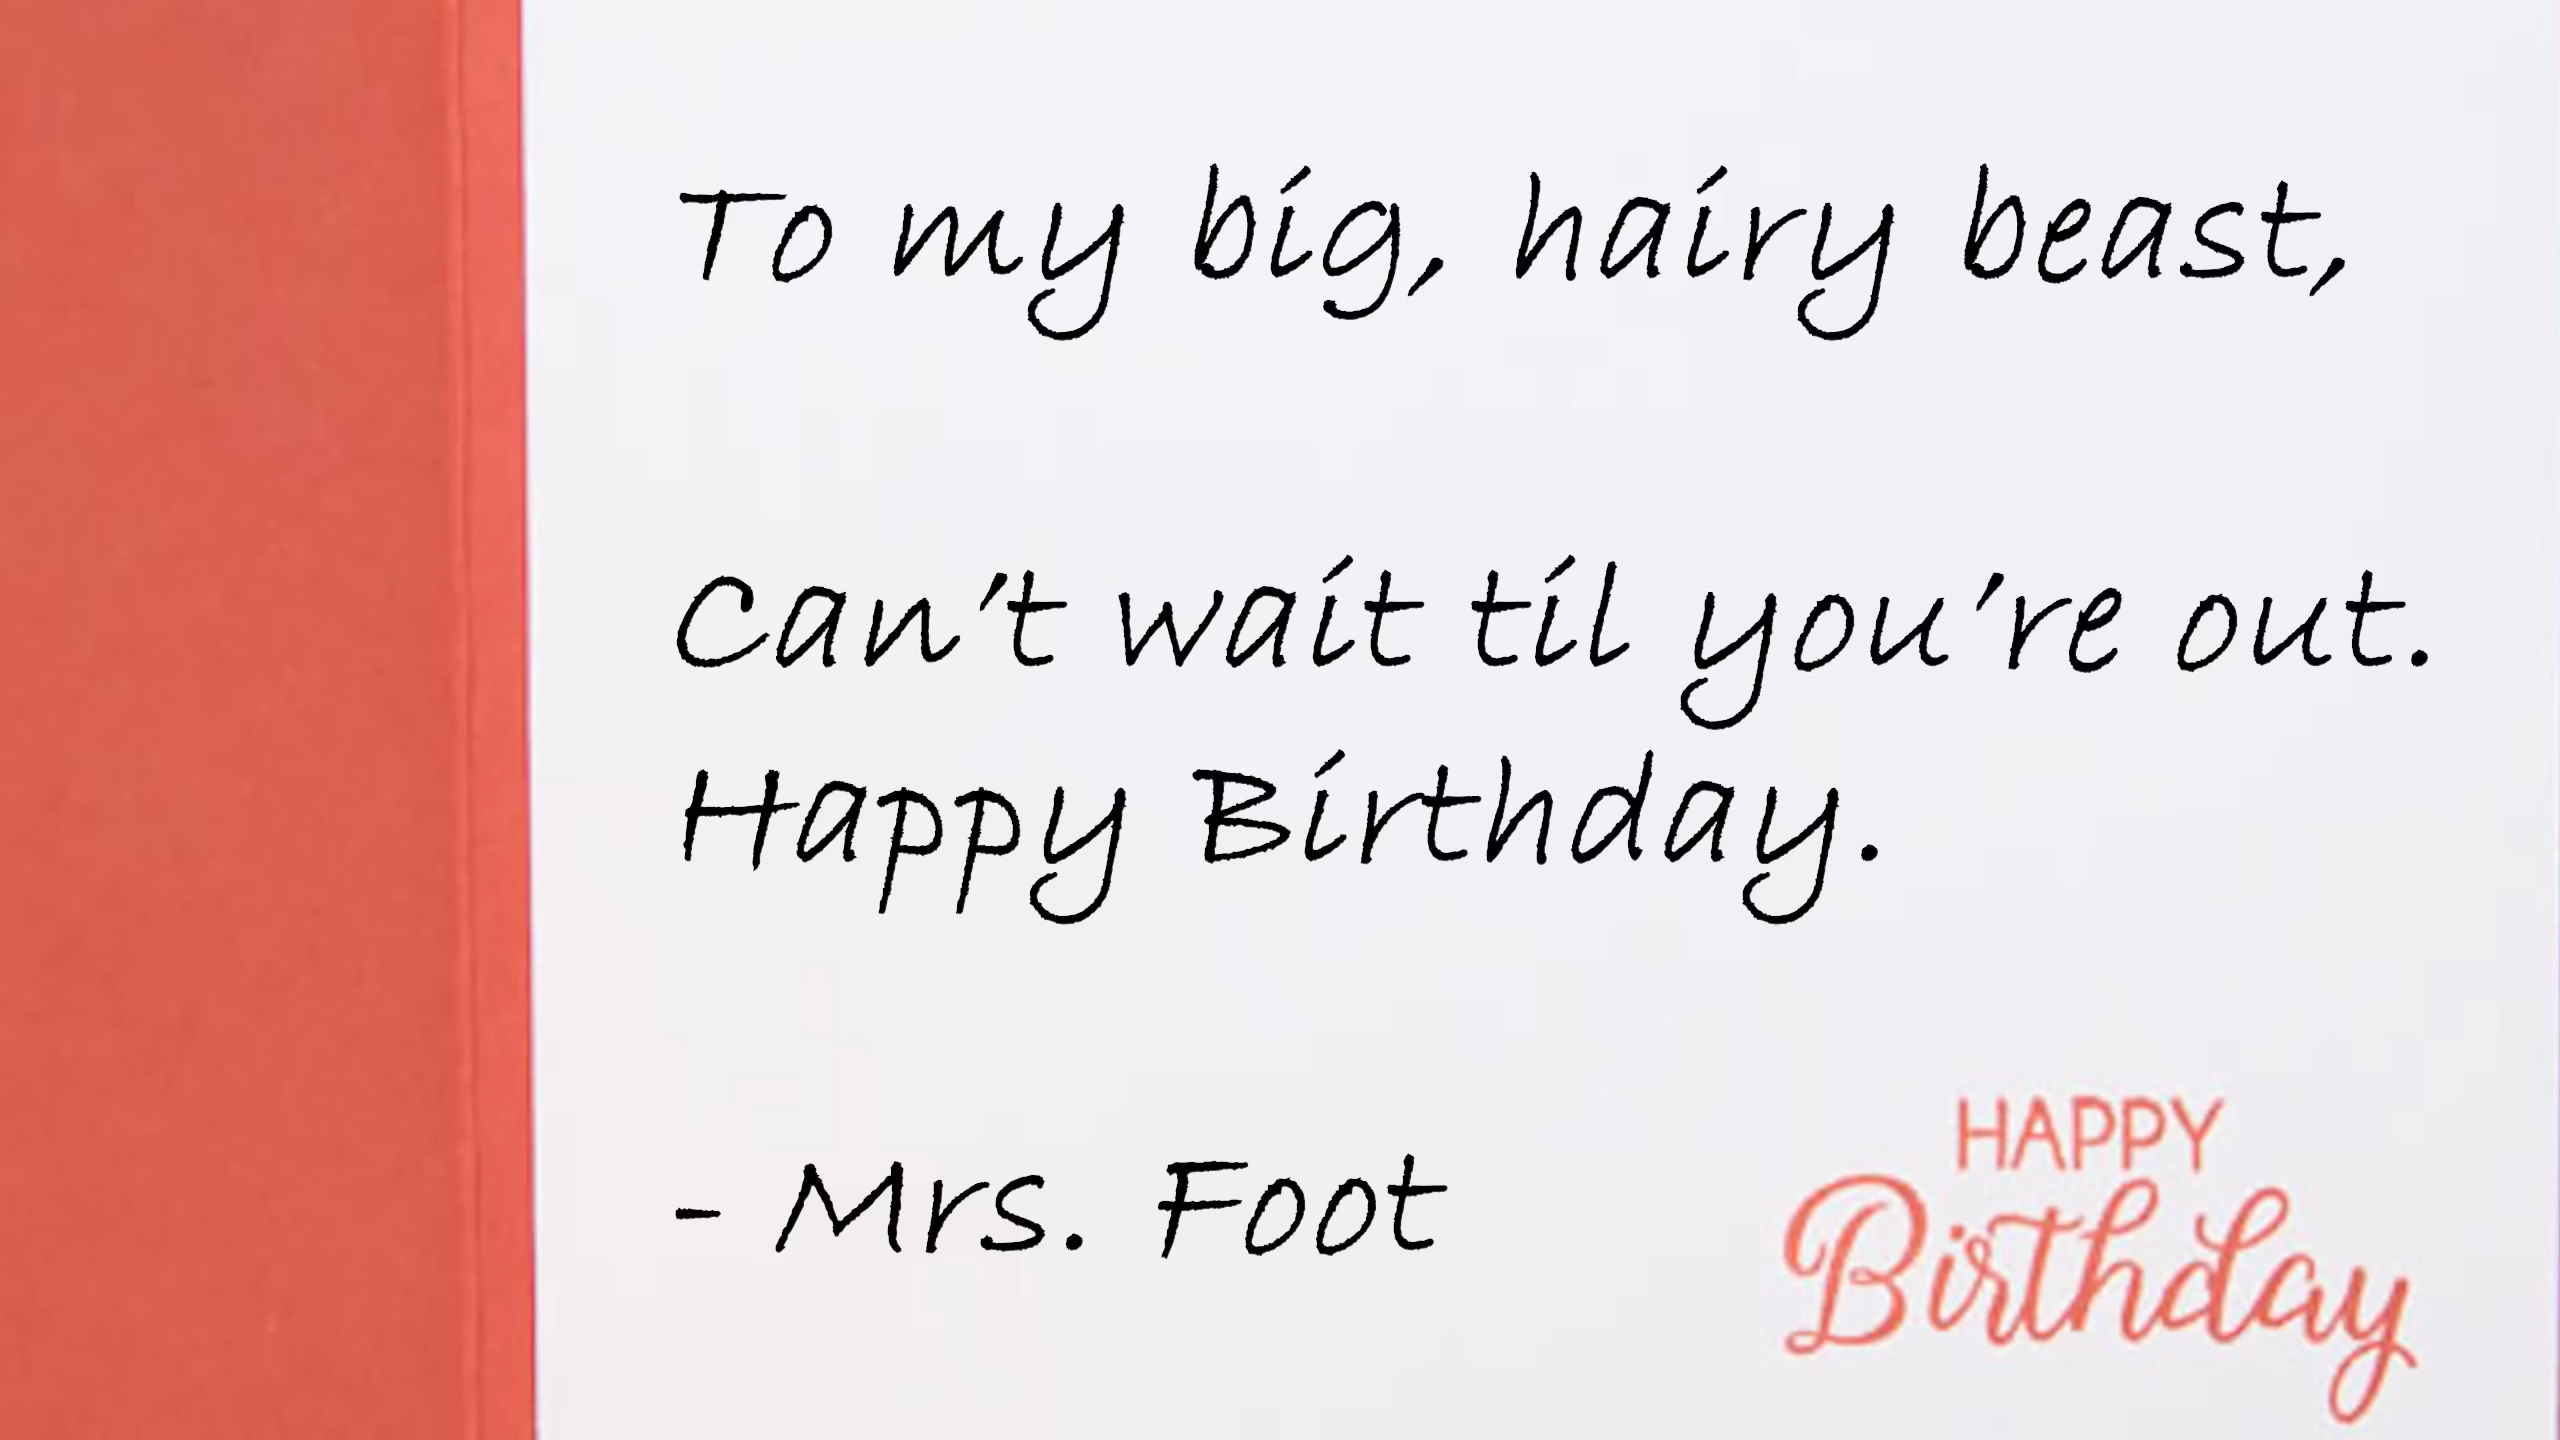 To my big, hairy beast,
Can't wait til you're out.
Happy Birthday.
- Mrs. Foot
HAPPY
Birthday